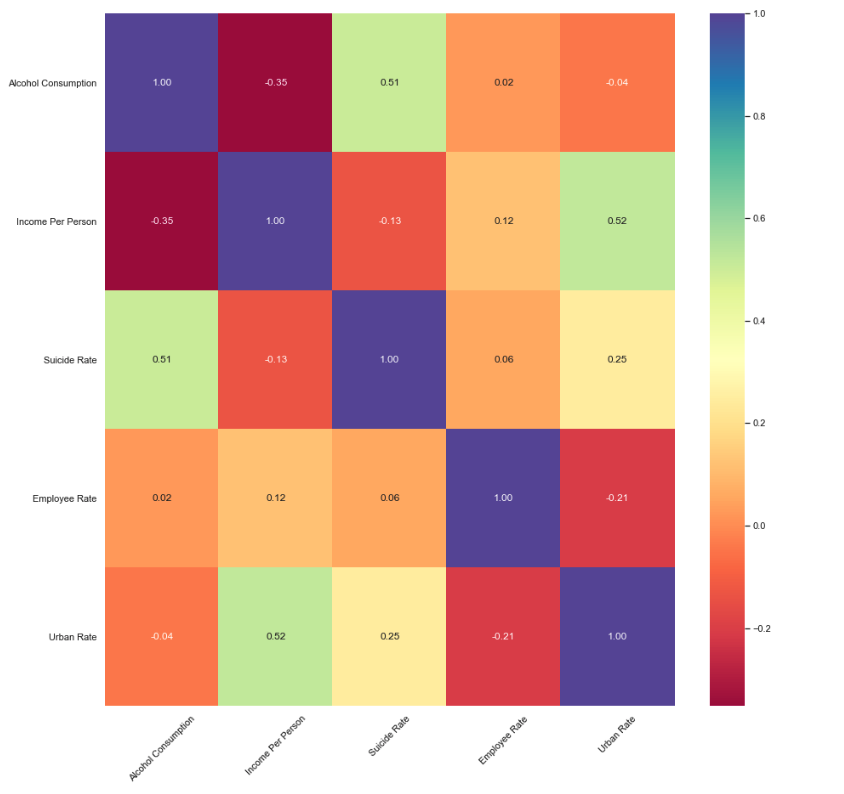 Alcohol Consumption 1.00 -0.35 0.51 0.02 -0.04
Income Per Person -0.35 1.00 -0.13 0.12 0.52
Suicide Rate 0.51 -0.13 1.00 0.06 0.25
Employee Rate 0.02 0.12 0.06 1.00 -0.21
Urban Rate -0.04 0.52 0.25 -0.21 1.00
Alcohol Consumption Income Per Person Suicide Rate Employee Rate Urban Rate
1.0
0.8
0.6
0.4
0.2
0.0
−0.2